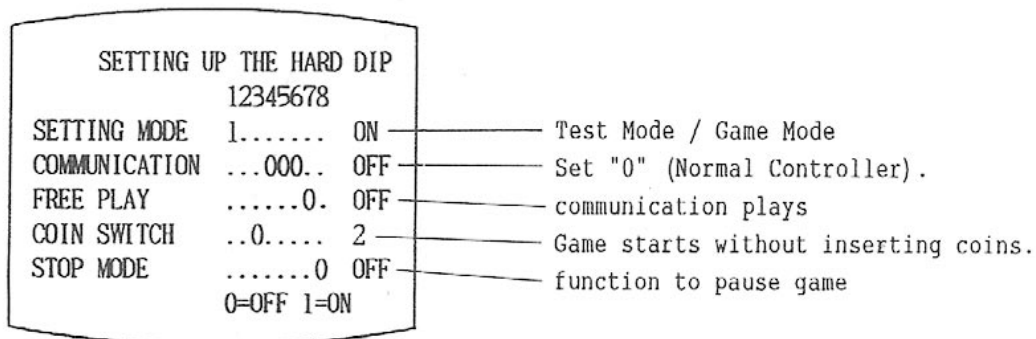 SETTING UP THE HARD DIP
12345678
SETTING MODE 1....... ON Test Mode / Game Mode
COMMUNICATION ...000.. OFF Set "0" (Normal Controller).
FREE PLAY ......0. OFF communication plays
COIN SWITCH ..0..... 2 Game starts without inserting coins.
STOP MODE .......0 OFF function to pause game
0=OFF 1=ON